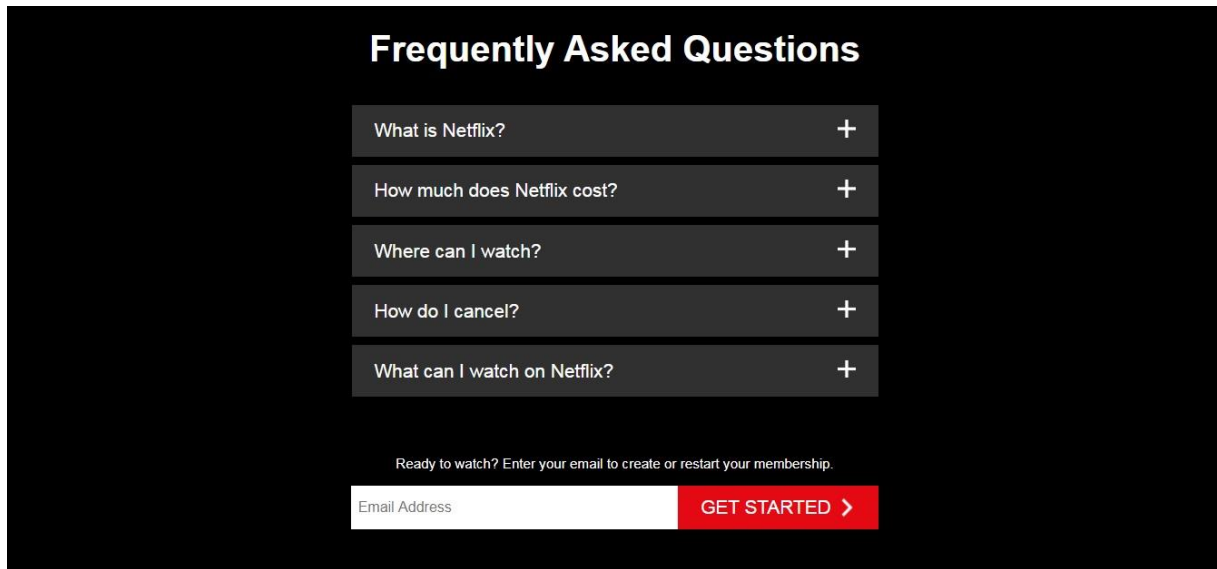 Frequently Asked Questions
What is Netflix?
How much does Netflix cost?
Where can I watch?
How do I cancel?
What can I watch on Netflix?
Ready to watch? Enter your email to create or restart your membership.
Email Address
GET STARTED